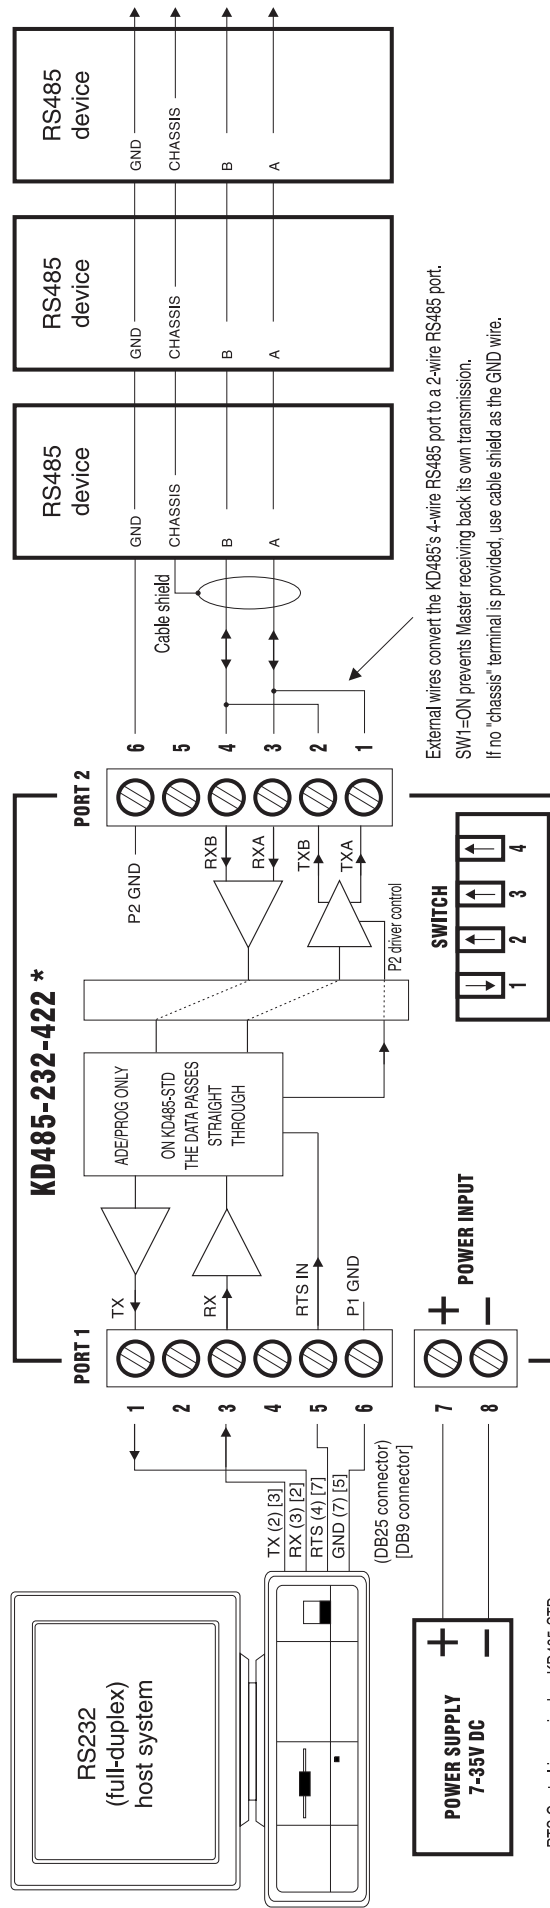 RS232
(full-duplex)
host system
TX (2) [3]
RX (3) [2]
RTS (4) [7]
GND (7) [5]
(DB25 connector)
[DB9 connector]
POWER SUPPLY
7-35V DC
+
–
KD485-232-422 *
PORT 1
1
2
3
4
5
6
TX
RX
RTS IN
P1 GND
7
8
+
–
POWER INPUT
ADE/PROG ONLY
ON KD485-STD
THE DATA PASSES
STRAIGHT
THROUGH
PORT 2
P2 GND
RXB
RXA
TXB
TXA
P2 driver control
6
5
4
3
2
1
SWITCH
1
2
3
4
Cable shield
RS485
device
GND
CHASSIS
B
A
RS485
device
GND
CHASSIS
B
A
RS485
device
GND
CHASSIS
B
A
External wires convert the KD485's 4-wire RS485 port to a 2-wire RS485 port.
SW1=ON prevents Master receiving back its own transmission.
If no "chassis" terminal is provided, use cable shield as the GND wire.